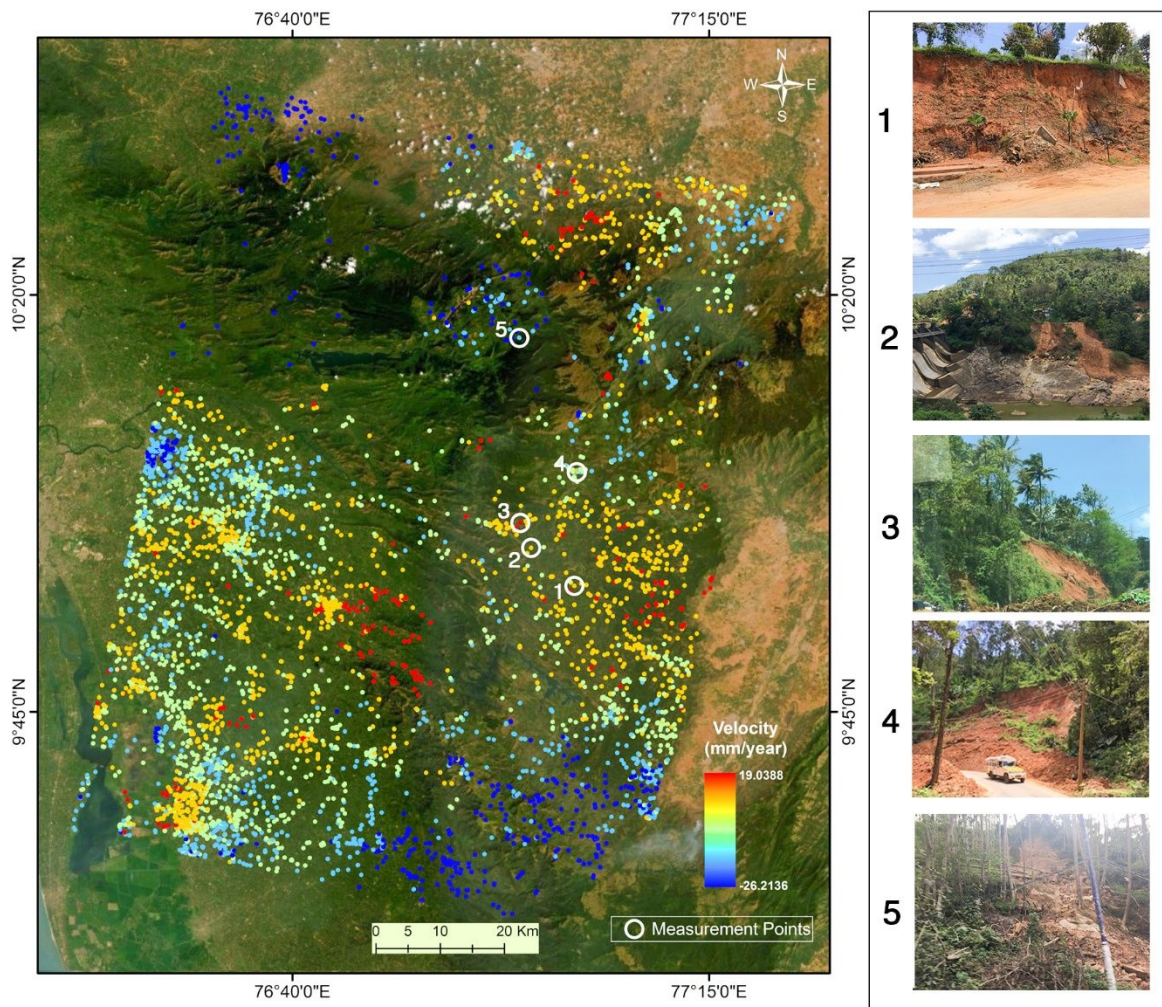 76°40'0"E
77°15'0"E
N
W
E
S
10°20'0"N
10°20'0"N
5
4
3
2
1
9°45'0"N
9°45'0"N
Velocity
(mm/year)
19.0388
-26.2136
0 5 10 20 Km
Measurement Points
76°40'0"E
77°15'0"E
1
2
3
4
5